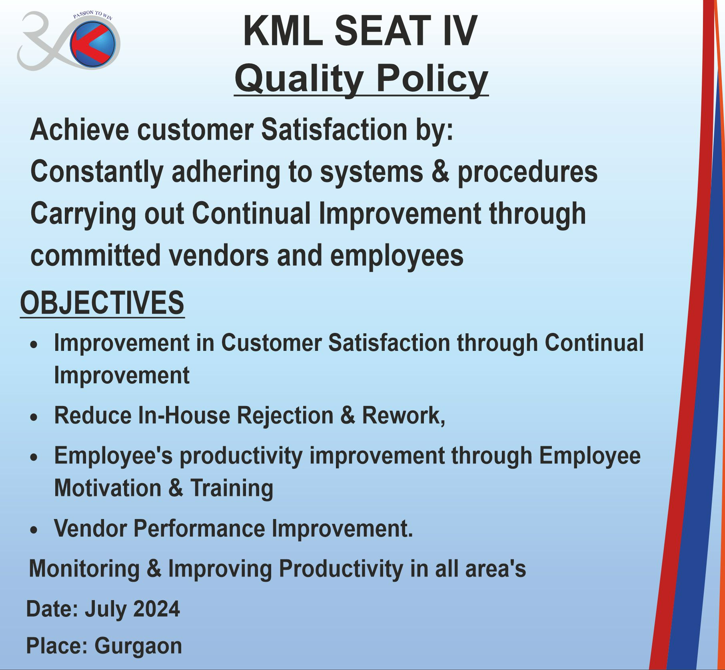 PASSION TO WIN
KML SEAT IV
Quality Policy
Achieve customer Satisfaction by:
Constantly adhering to systems & procedures
Carrying out Continual Improvement through
committed vendors and employees
OBJECTIVES
• Improvement in Customer Satisfaction through Continual
Improvement
• Reduce In-House Rejection & Rework,
• Employee's productivity improvement through Employee
Motivation & Training
• Vendor Performance Improvement.
Monitoring & Improving Productivity in all area's
Date: July 2024
Place: Gurgaon